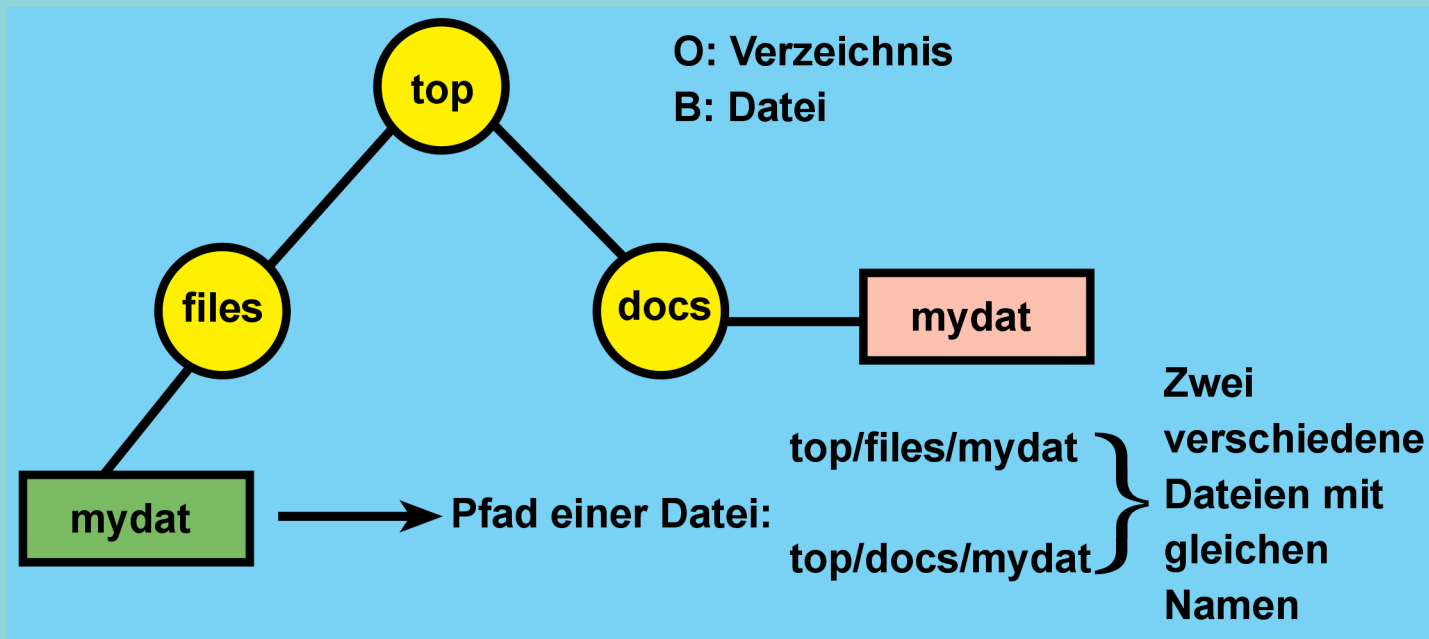 top
O: Verzeichnis
B: Datei
files
docs
mydat
mydat
Pfad einer Datei:
top/files/mydat
top/docs/mydat
Zwei
verschiedene
Dateien mit
gleichen
Namen